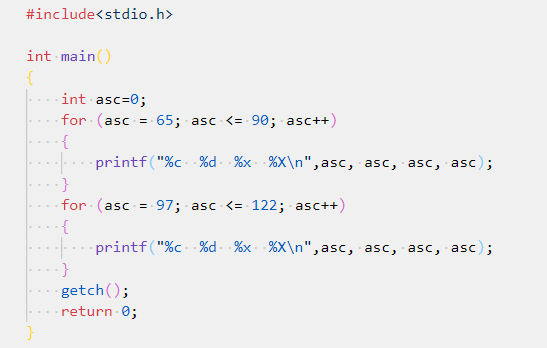 #include<stdio.h>
int main()
{
int asc=0;
for (asc = 65; asc <= 90; asc++)
{
printf("%c  %d  %x  %X\n",asc, asc, asc, asc);
}
for (asc = 97; asc <= 122; asc++)
{
printf("%c  %d  %x  %X\n",asc, asc, asc, asc);
}
getch();
return 0;
}